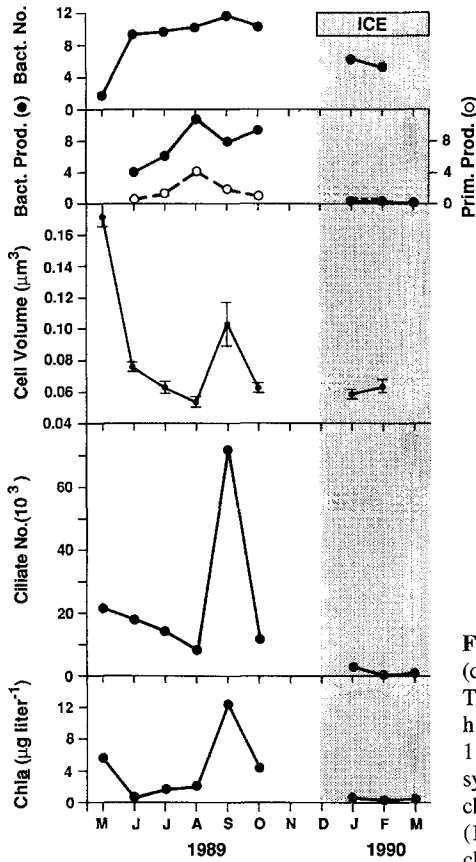 ICE
Bact. No.
12
8
4
0
Bact. Prod. (●)
8
4
0
Prim. Prod. (○)
8
4
0
Cell Volume (μm³)
0.16
0.14
0.12
0.10
0.08
0.06
0.04
Ciliate No.(10³)
60
40
20
0
Chla (μg liter⁻¹)
12
8
4
0
M J J A S O N D J F M
1989 1990
F
(c
T
h
1
sy
cl
(1
cl